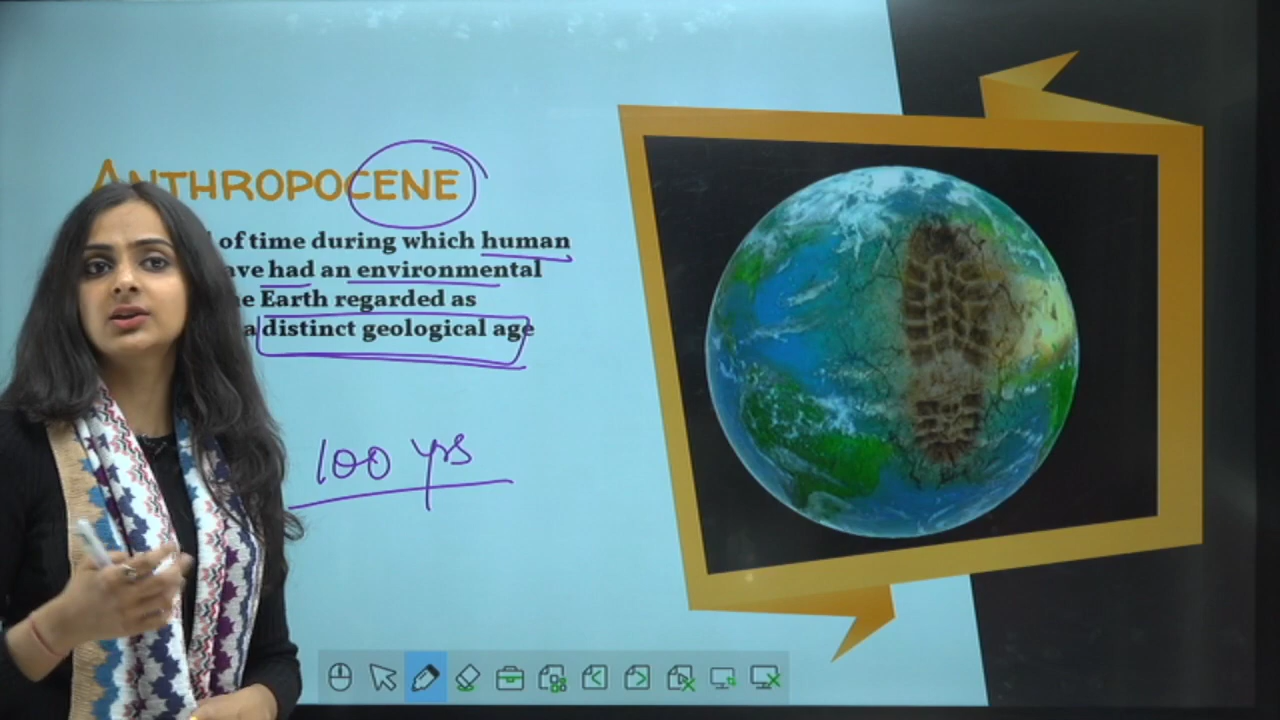 ANTHROPOCENE
of time during which human
had an environmental
Earth regarded as
a distinct geological age
100 yrs